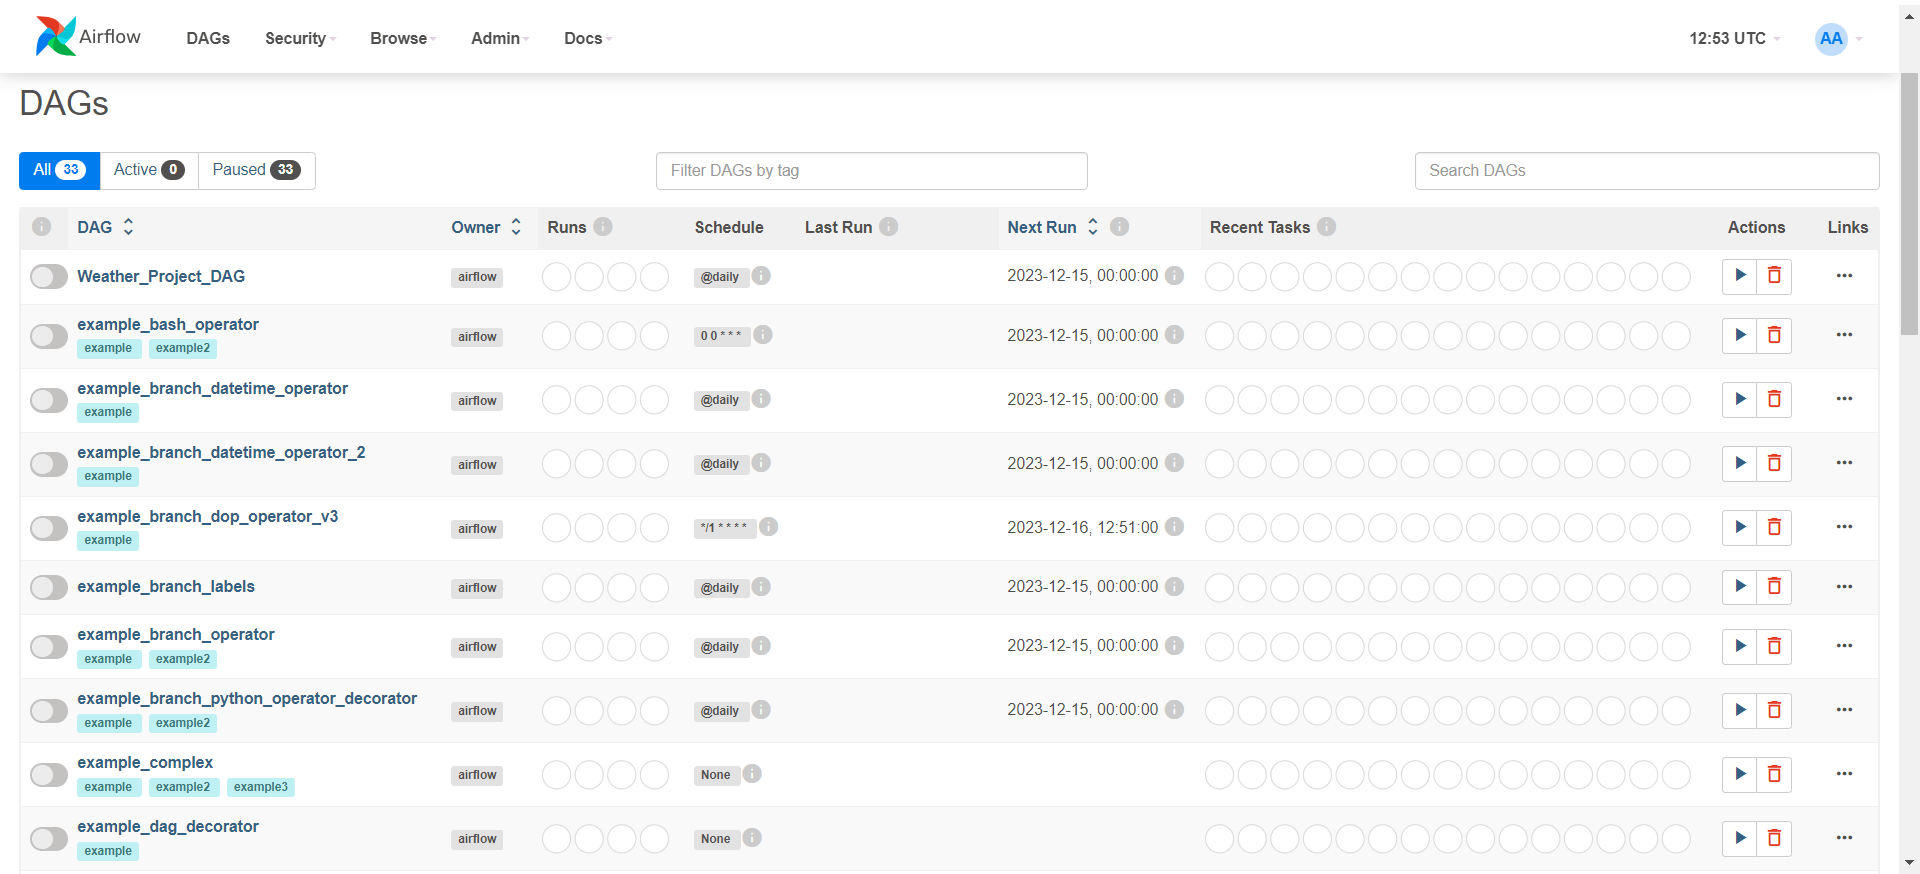 Airflow DAGs Security Browse Admin Docs 12:53 UTC AA
DAGs
All 33 Active 0 Paused 33 Filter DAGs by tag Search DAGs
DAG Owner Runs Schedule Last Run Next Run Recent Tasks Actions Links
Weather_Project_DAG airflow @daily 2023-12-15, 00:00:00
example_bash_operator
example example2 airflow 0 0 * * * 2023-12-15, 00:00:00
example_branch_datetime_operator
example airflow @daily 2023-12-15, 00:00:00
example_branch_datetime_operator_2
example airflow @daily 2023-12-15, 00:00:00
example_branch_dop_operator_v3
example airflow */1 * * * * 2023-12-16, 12:51:00
example_branch_labels airflow @daily 2023-12-15, 00:00:00
example_branch_operator
example example2 airflow @daily 2023-12-15, 00:00:00
example_branch_python_operator_decorator
example example2 airflow @daily 2023-12-15, 00:00:00
example_complex
example example2 example3 airflow None
example_dag_decorator
example airflow None